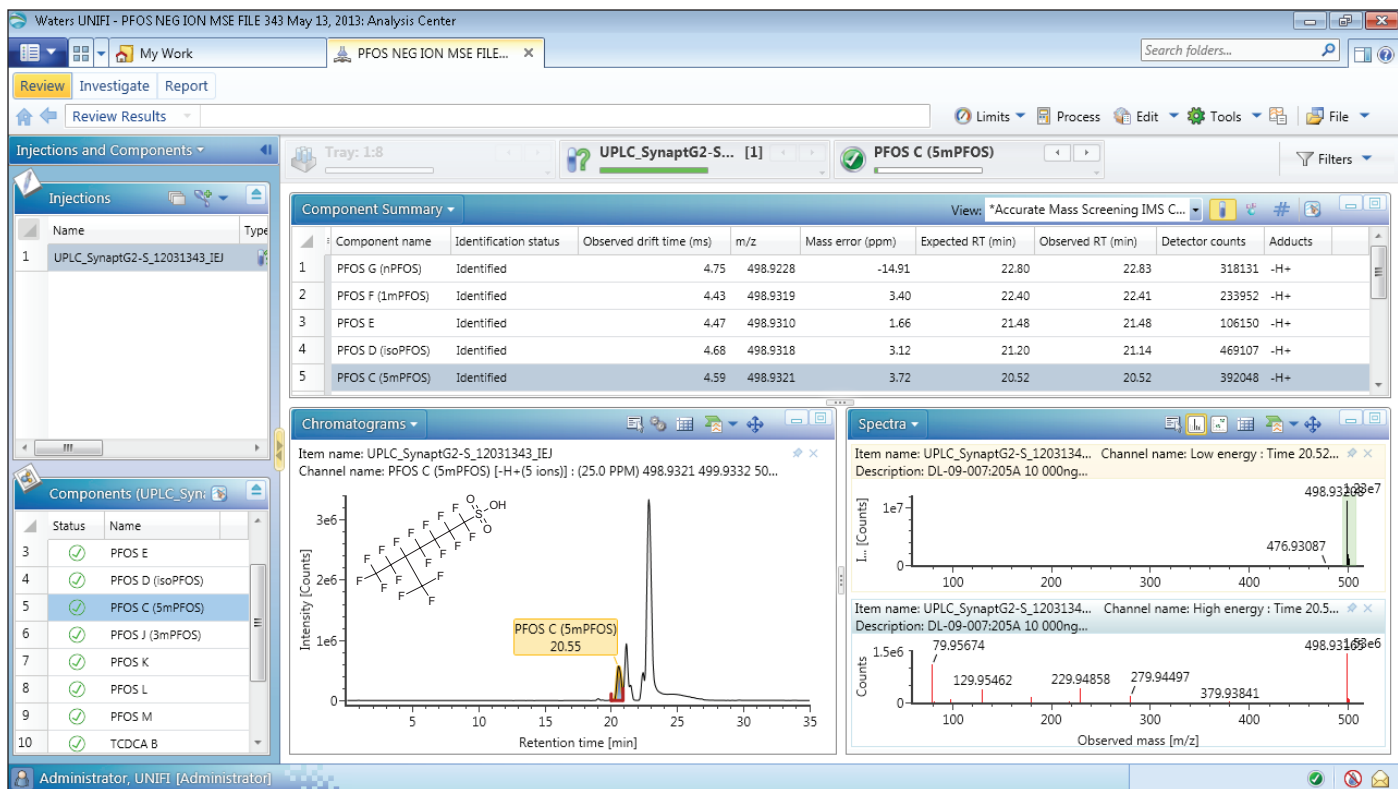 Waters UNIFI - PFOS NEG ION MSE FILE 343 May 13, 2013: Analysis Center
My Work
PFOS NEG ION MSE FILE...
Search folders...
Review Investigate Report
Review Results
Limits Process Edit Tools File
Injections and Components
Tray: 1:8
UPLC_SynaptG2-S... [1]
PFOS C (5mPFOS)
Filters
Injections
Name Type
1 UPLC_SynaptG2-S_12031343_IEJ
Component Summary
View: *Accurate Mass Screening IMS C...
Component name Identification status Observed drift time (ms) m/z Mass error (ppm) Expected RT (min) Observed RT (min) Detector counts Adducts
1 PFOS G (nPFOS) Identified 4.75 498.9228 -14.91 22.80 22.83 318131 -H+
2 PFOS F (1mPFOS) Identified 4.43 498.9319 3.40 22.40 22.41 233952 -H+
3 PFOS E Identified 4.47 498.9310 1.66 21.48 21.48 106150 -H+
4 PFOS D (isoPFOS) Identified 4.68 498.9318 3.12 21.20 21.14 469107 -H+
5 PFOS C (5mPFOS) Identified 4.59 498.9321 3.72 20.52 20.52 392048 -H+
Components (UPLC_Syn
Status Name
3 PFOS E
4 PFOS D (isoPFOS)
5 PFOS C (5mPFOS)
6 PFOS J (3mPFOS)
7 PFOS K
8 PFOS L
9 PFOS M
10 TCDCA B
Chromatograms
Item name: UPLC_SynaptG2-S_12031343_IEJ
Channel name: PFOS C (5mPFOS) [-H+(5 ions)] : (25.0 PPM) 498.9321 499.9332 50...
Intensity [Counts]
3e6
2e6
1e6
0
F F F F F F F F F F F F F F F F F
S O O OH
PFOS C (5mPFOS)
20.55
5 10 15 20 25 30 35
Retention time [min]
Spectra
Item name: UPLC_SynaptG2-S_1203134... Channel name: Low energy : Time 20.52...
Description: DL-09-007:205A 10 000ng...
I... [Counts]
1e7
0
476.93087
100 200 300 400 500
Item name: UPLC_SynaptG2-S_1203134... Channel name: High energy : Time 20.5...
Description: DL-09-007:205A 10 000ng...
Counts
1.5e6
0
79.95674
129.95462
229.94858
279.94497
379.93841
100 200 300 400 500
Observed mass [m/z]
Administrator, UNIFI [Administrator]